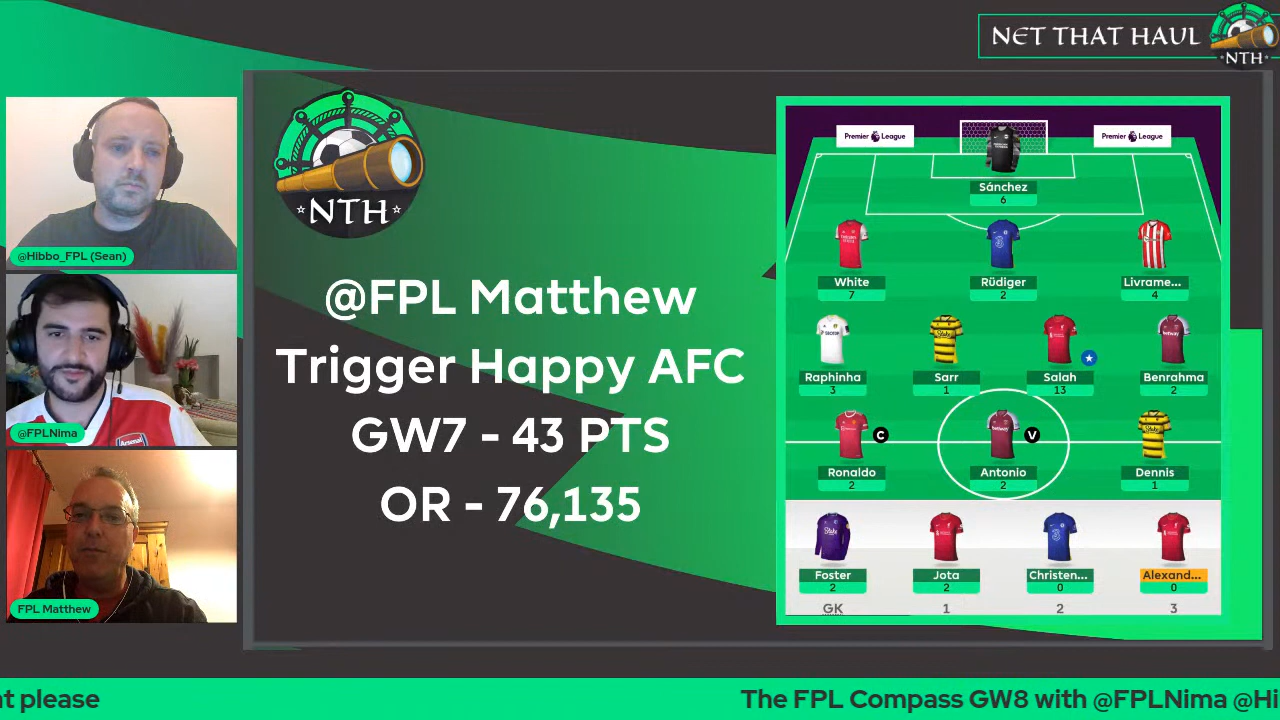 NET THAT HAUL
NTH
@Hibbo_FPL (Sean)
@FPLNima
Arsenal
FPL Matthew
NTH
@FPL Matthew
Trigger Happy AFC
GW7 - 43 PTS
OR - 76,135
Premier League
Premier League
Sánchez
6
White
7
Rüdiger
2
Livrame...
4
Raphinha
3
Sarr
1
Salah
13
Benrahma
2
Ronaldo
C
2
Antonio
V
2
Dennis
1
Foster
2
GK
Jota
2
1
Christen...
0
2
Alexand...
0
3
at please
The FPL Compass GW8 with @FPLNima @Hi